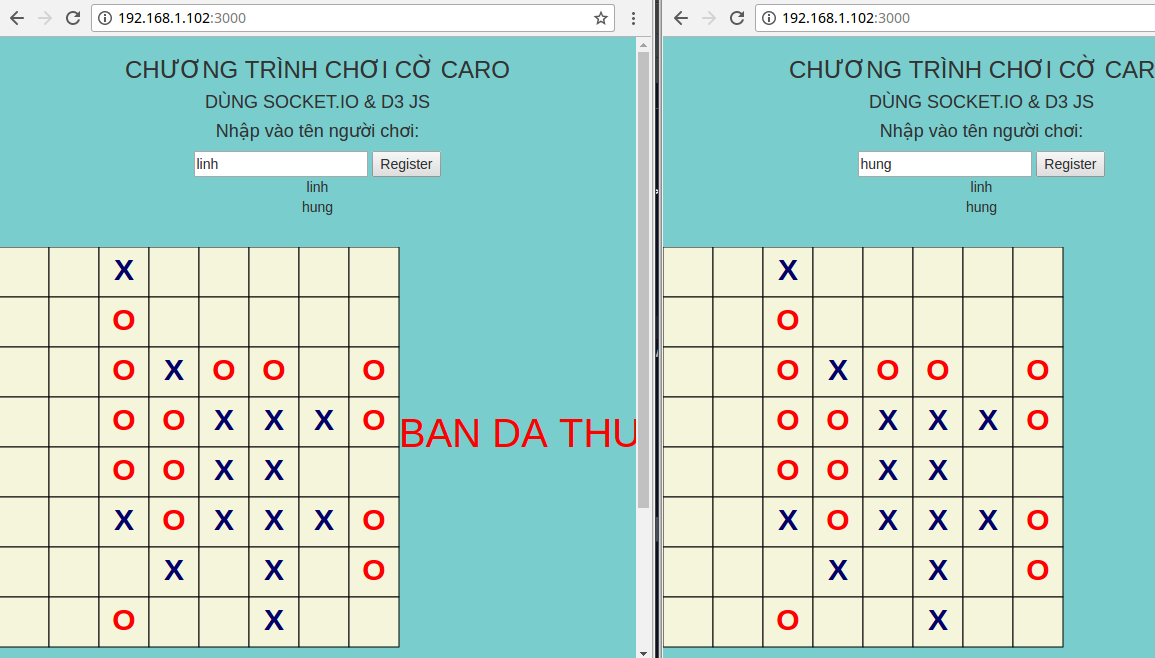 192.168.1.102:3000
CHƯƠNG TRÌNH CHƠI CỜ CARO
DÙNG SOCKET.IO & D3 JS
Nhập vào tên người chơi:
linh Register
linh
hung
X
O
O X O O O
O O X X X O
O O X X
X O X X X O
X X O
O X
BAN DA THU
192.168.1.102:3000
CHƯƠNG TRÌNH CHƠI CỜ CAR
DÙNG SOCKET.IO & D3 JS
Nhập vào tên người chơi:
hung Register
linh
hung
X
O
O X O O O
O O X X X O
O O X X
X O X X X O
X X O
O X